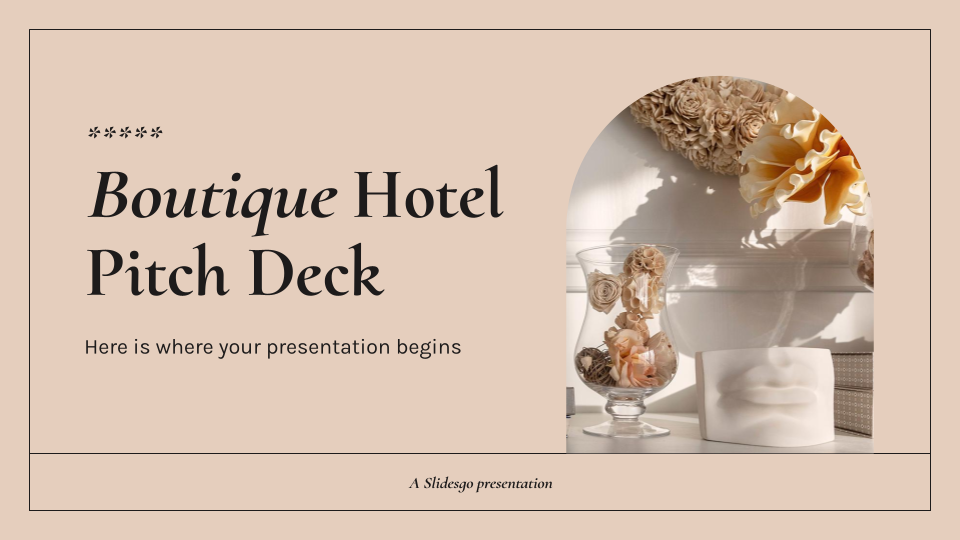 *****
Boutique Hotel
Pitch Deck
Here is where your presentation begins
A Slidesgo presentation